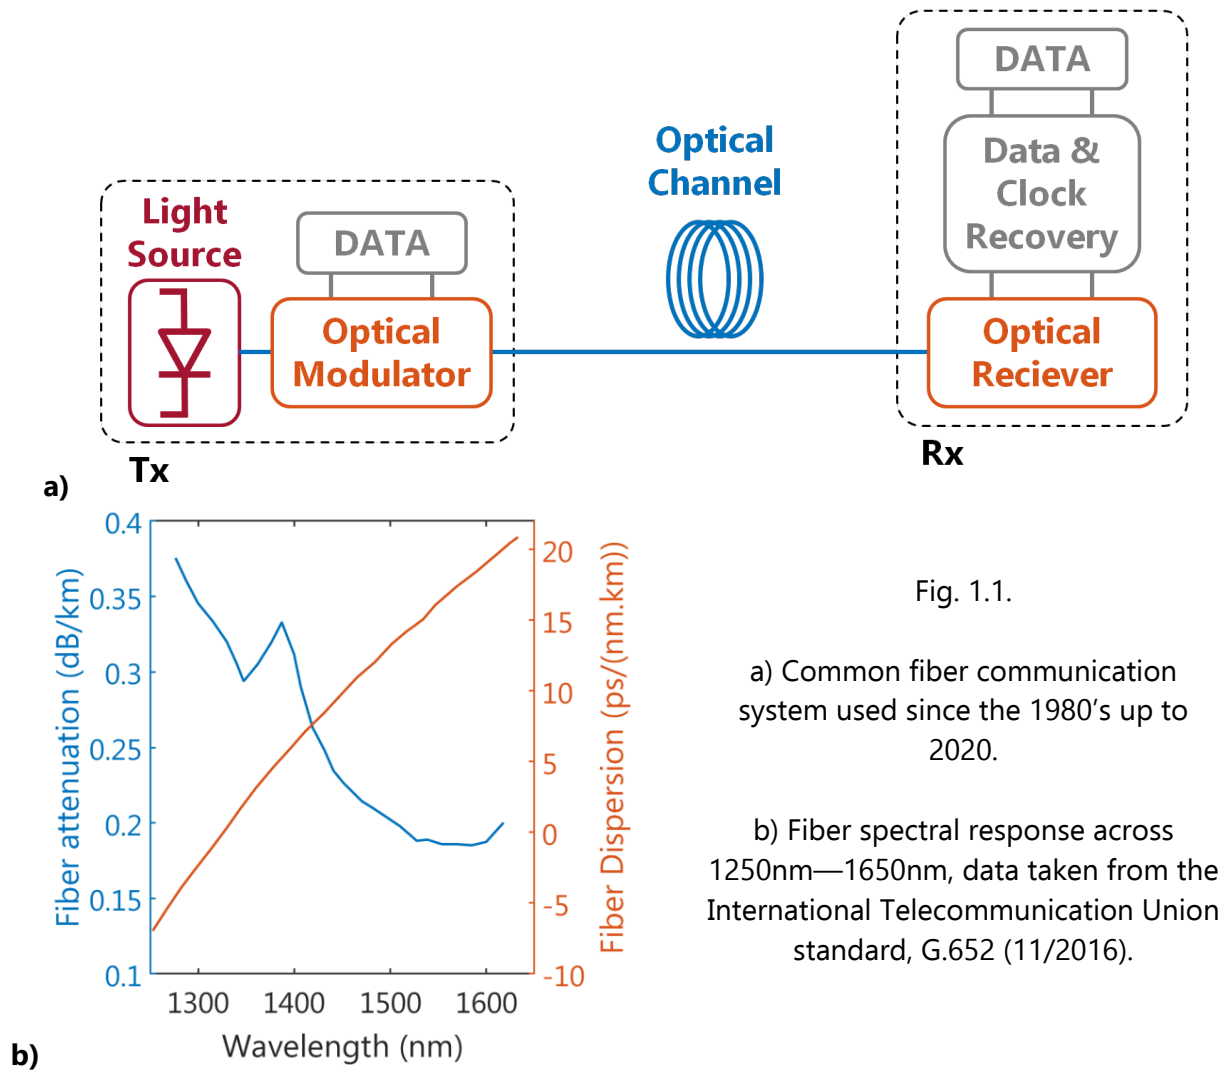 Light
Source
DATA
Optical
Modulator
Tx
Optical
Channel
DATA
Data &
Clock
Recovery
Optical
Reciever
Rx
a)
0.4
0.35
0.3
0.25
0.2
0.15
0.1
Fiber attenuation (dB/km)
20
15
10
5
0
-5
-10
Fiber Dispersion (ps/(nm.km))
1300
1400
1500
1600
Wavelength (nm)
b)
Fig. 1.1.
a) Common fiber communication
system used since the 1980’s up to
2020.
b) Fiber spectral response across
1250nm—1650nm, data taken from the
International Telecommunication Union
standard, G.652 (11/2016).